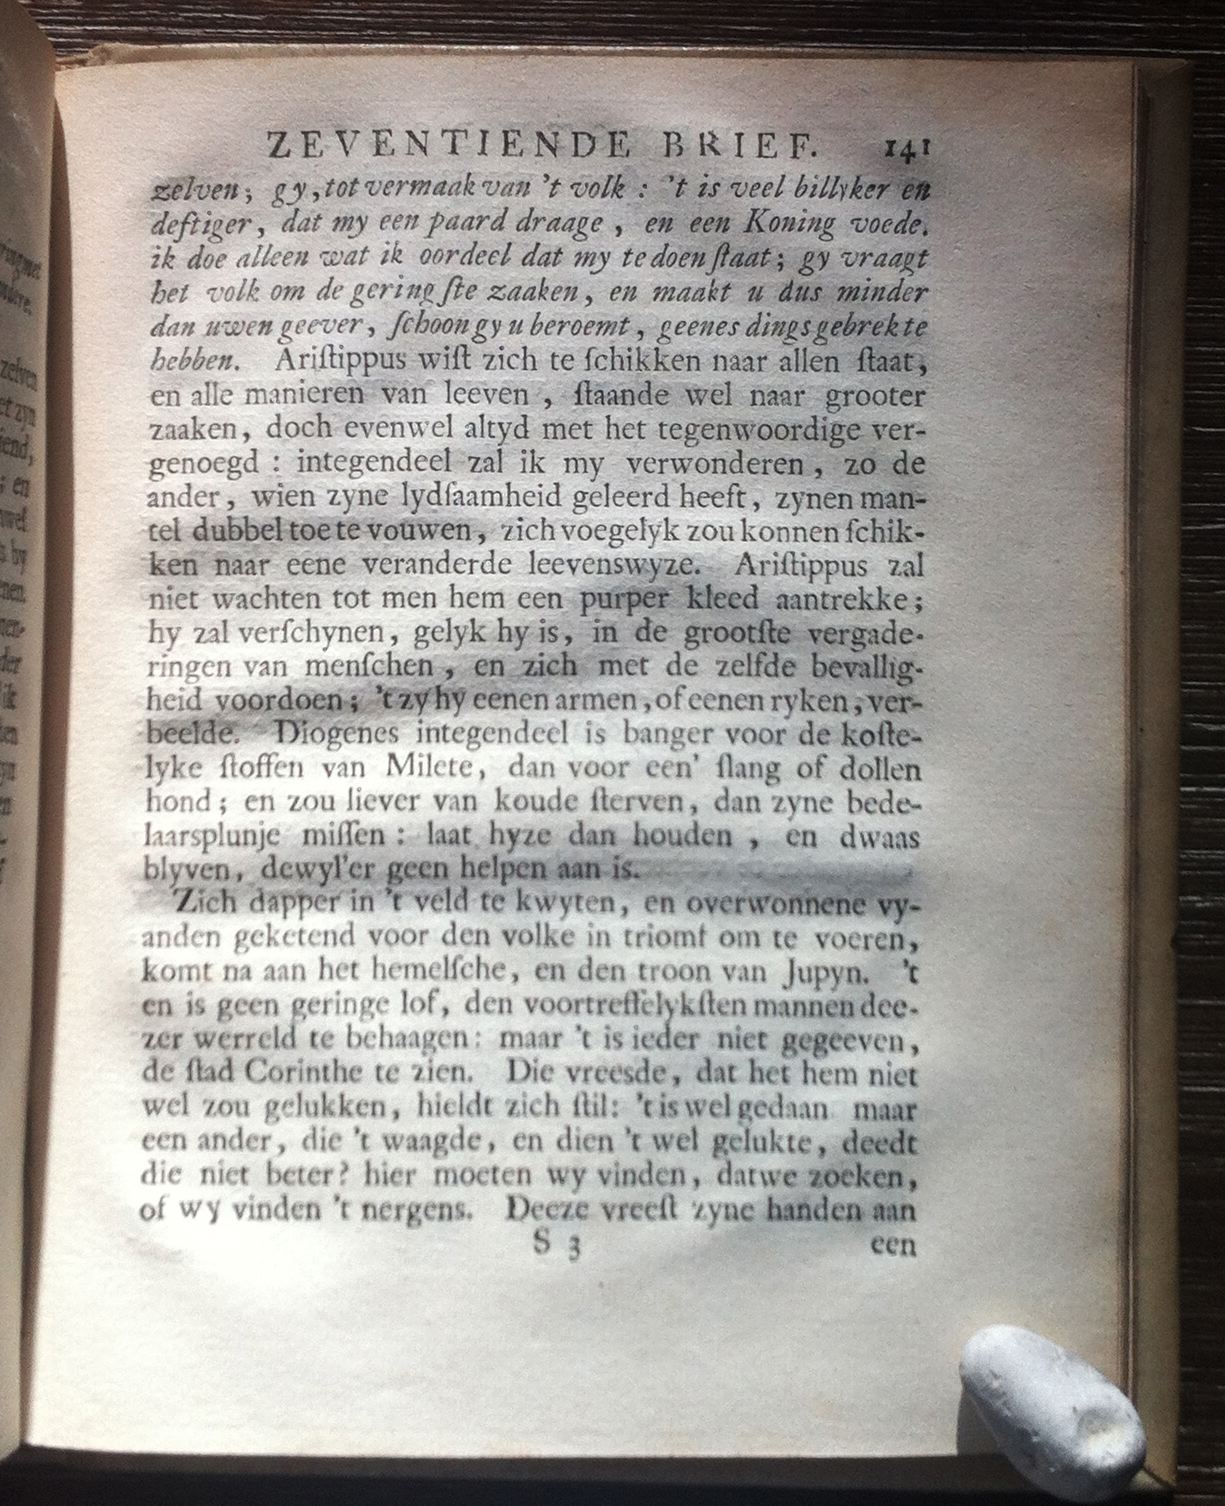 ZEVENTIENDE BRIEF. 141
zelven; gy, tot vermaak van 't volk : 't is veel billyker en
deftiger, dat my een paard draage , en een Koning voede.
ik doe alleen wat ik oordeel dat my te doen ſtaat; gy vraagt
het volk om de geringſte zaaken, en maakt u dus minder
dan uwen geever, ſchoon gy u beroemt, geenes dings gebrek te
hebben. Ariſtippus wiſt zich te ſchikken naar allen ſtaat,
en alle manieren van leeven , ſtaande wel naar grooter
zaaken, doch evenwel altyd met het tegenwoordige ver-
genoegd : integendeel zal ik my verwonderen, zo de
ander, wien zyne lydſaamheid geleerd heeft, zynen man-
tel dubbel toe te vouwen, zich voegelyk zou konnen ſchik-
ken naar eene veranderde leevenswyze. Ariſtippus zal
niet wachten tot men hem een purper kleed aantrekke;
hy zal verſchynen, gelyk hy is, in de grootſte vergade-
ringen van menſchen, en zich met de zelfde bevallig-
heid voordoen; 't zy hy eenen armen, of eenen ryken, ver-
beelde. Diogenes integendeel is banger voor de koſte-
lyke ſtoffen van Milete, dan voor een' ſlang of dollen
hond; en zou liever van koude ſterven, dan zyne bede-
laarsplunje miſſen : laat hyze dan houden , en dwaas
blyven, dewyl'er geen helpen aan is.
Zich dapper in 't veld te kwyten, en overwonnene vy-
anden geketend voor den volke in triomf om te voeren,
komt na aan het hemelſche, en den troon van Jupyn. 't
en is geen geringe lof, den voortreffelykſten mannen dee-
zer werreld te behaagen: maar 't is ieder niet gegeeven,
de ſtad Corinthe te zien. Die vreesde, dat het hem niet
wel zou gelukken, hieldt zich ſtil: 't is wel gedaan maar
een ander, die 't waagde, en dien 't wel gelukte, deedt
die niet beter? hier moeten wy vinden, datwe zoeken,
of wy vinden 't nergens. Deeze vreeſt zyne handen aan
S 3 een